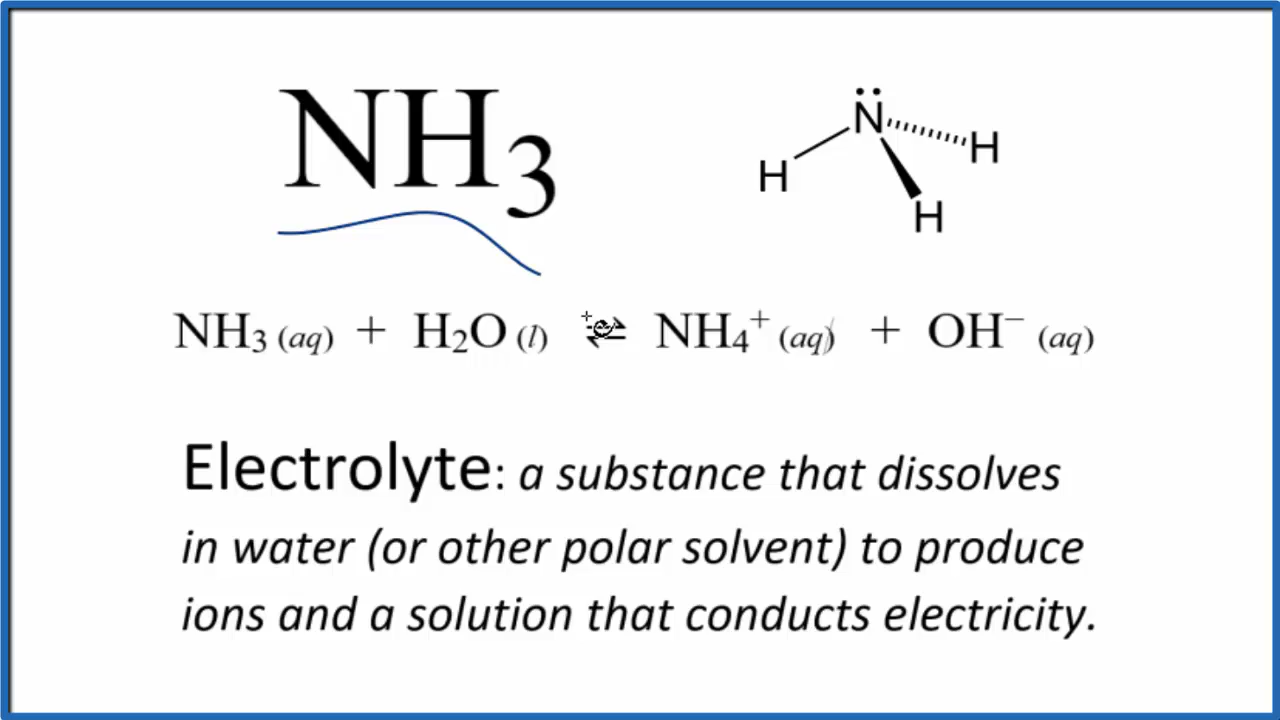 NH₃
N
H
H
H
NH₃ (aq) + H₂O (l) ⇌ NH₄⁺ (aq) + OH⁻ (aq)
Electrolyte: a substance that dissolves
in water (or other polar solvent) to produce
ions and a solution that conducts electricity.